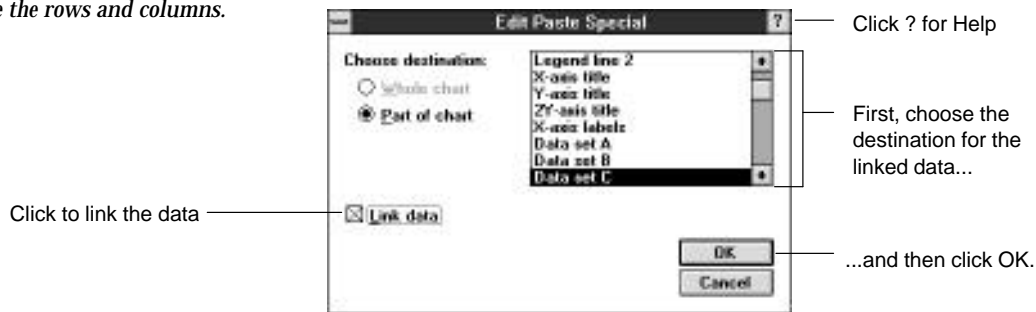 e the rows and columns.
Edit Paste Special
?
Click ? for Help
Choose destination:
Whole chart
Part of chart
Legend line 2
X-axis title
Y-axis title
2Y-axis title
X-axis labels
Data set A
Data set B
Data set C
First, choose the
destination for the
linked data...
Click to link the data
Link data
OK
Cancel
...and then click OK.